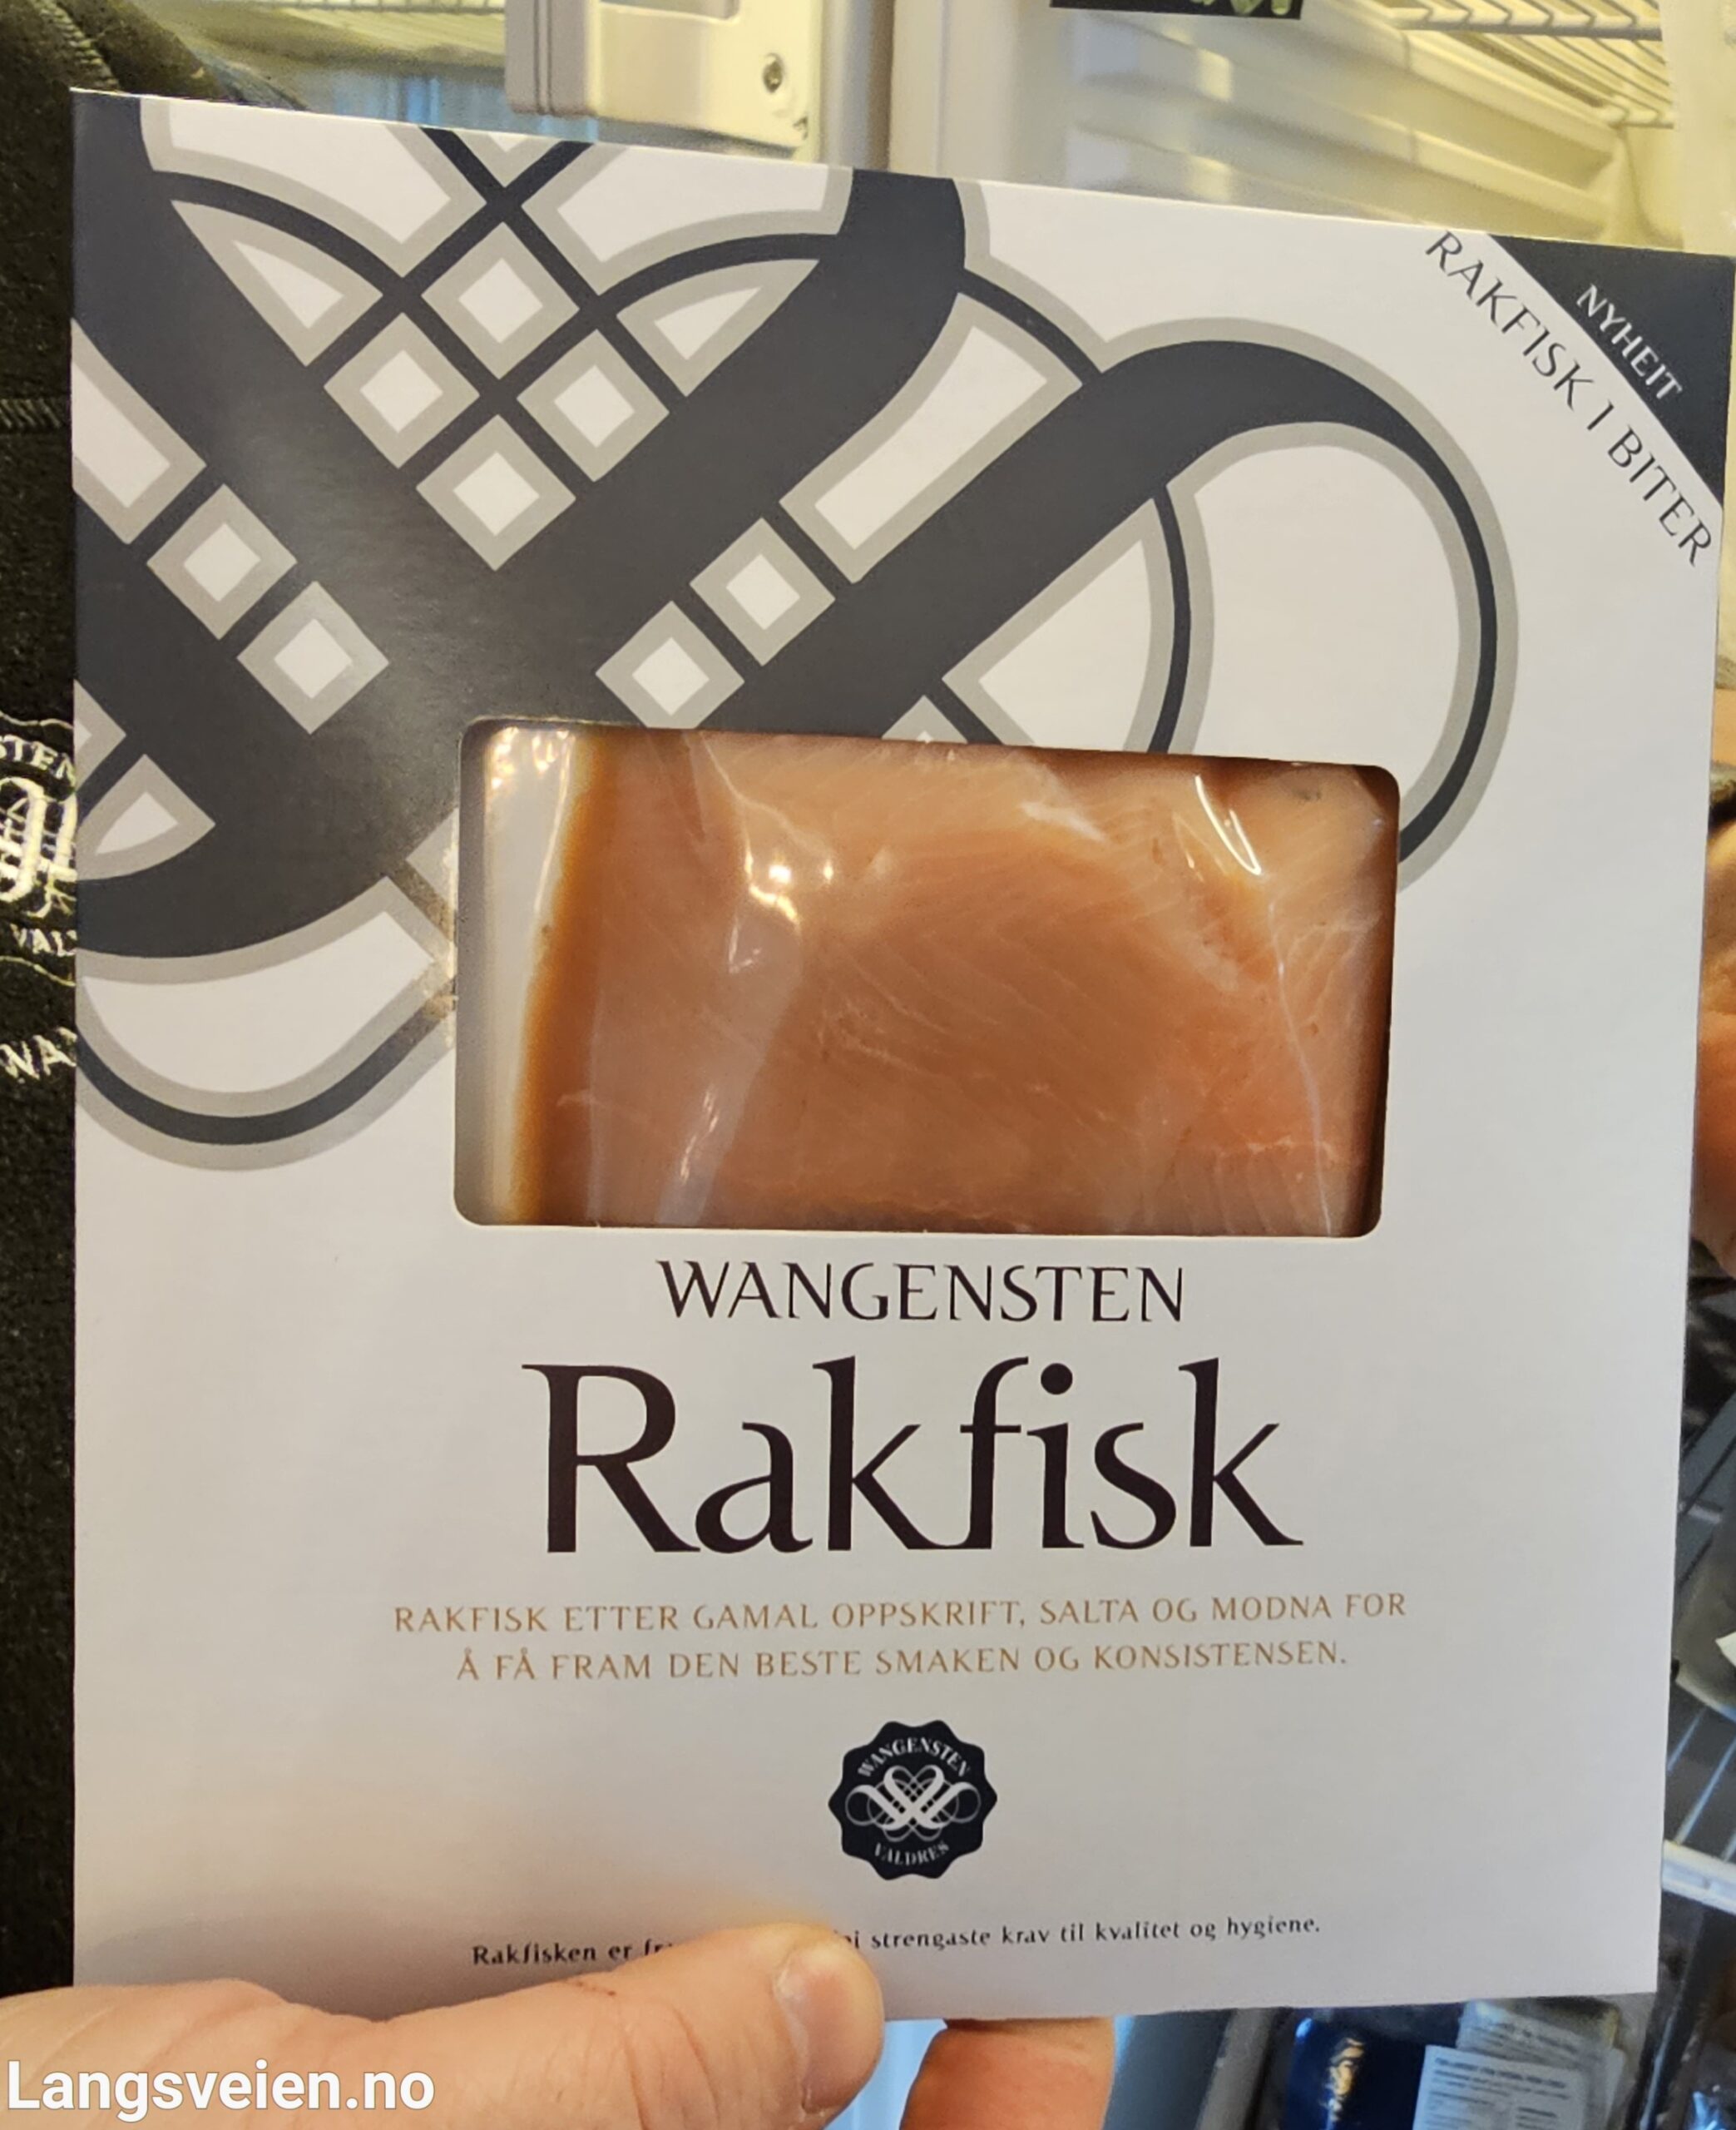 NYHEIT
RAKFISK I BITER
WANGENSTEN
Rakfisk
RAKFISK ETTER GAMAL OPPSKRIFT, SALTA OG MODNA FOR
Å FÅ FRAM DEN BESTE SMAKEN OG KONSISTENSEN.
WANGENSTEN
VALDRES
Rakfisken er strengaste krav til kvalitet og hygiene.
Langsveien.no